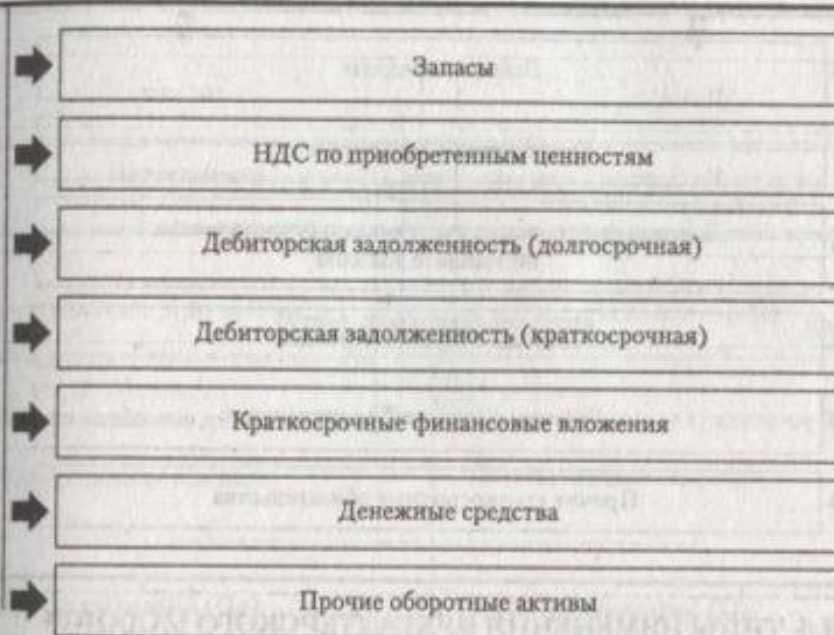 Запасы
НДС по приобретенным ценностям
Дебиторская задолженность (долгосрочная)
Дебиторская задолженность (краткосрочная)
Краткосрочные финансовые вложения
Денежные средства
Прочие оборотные активы